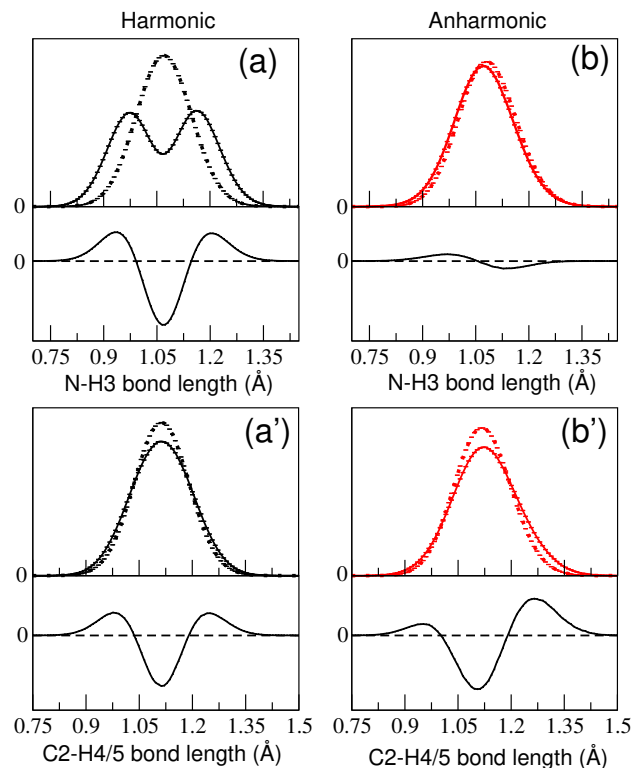 Harmonic Anharmonic
(a) (b)
0 0
0 0
0.75 0.9 1.05 1.2 1.35 0.75 0.9 1.05 1.2 1.35
N-H3 bond length (Å) N-H3 bond length (Å)
(a') (b')
0 0
0 0
0.75 0.9 1.05 1.2 1.35 1.5 0.75 0.9 1.05 1.2 1.35 1.5
C2-H4/5 bond length (Å) C2-H4/5 bond length (Å)